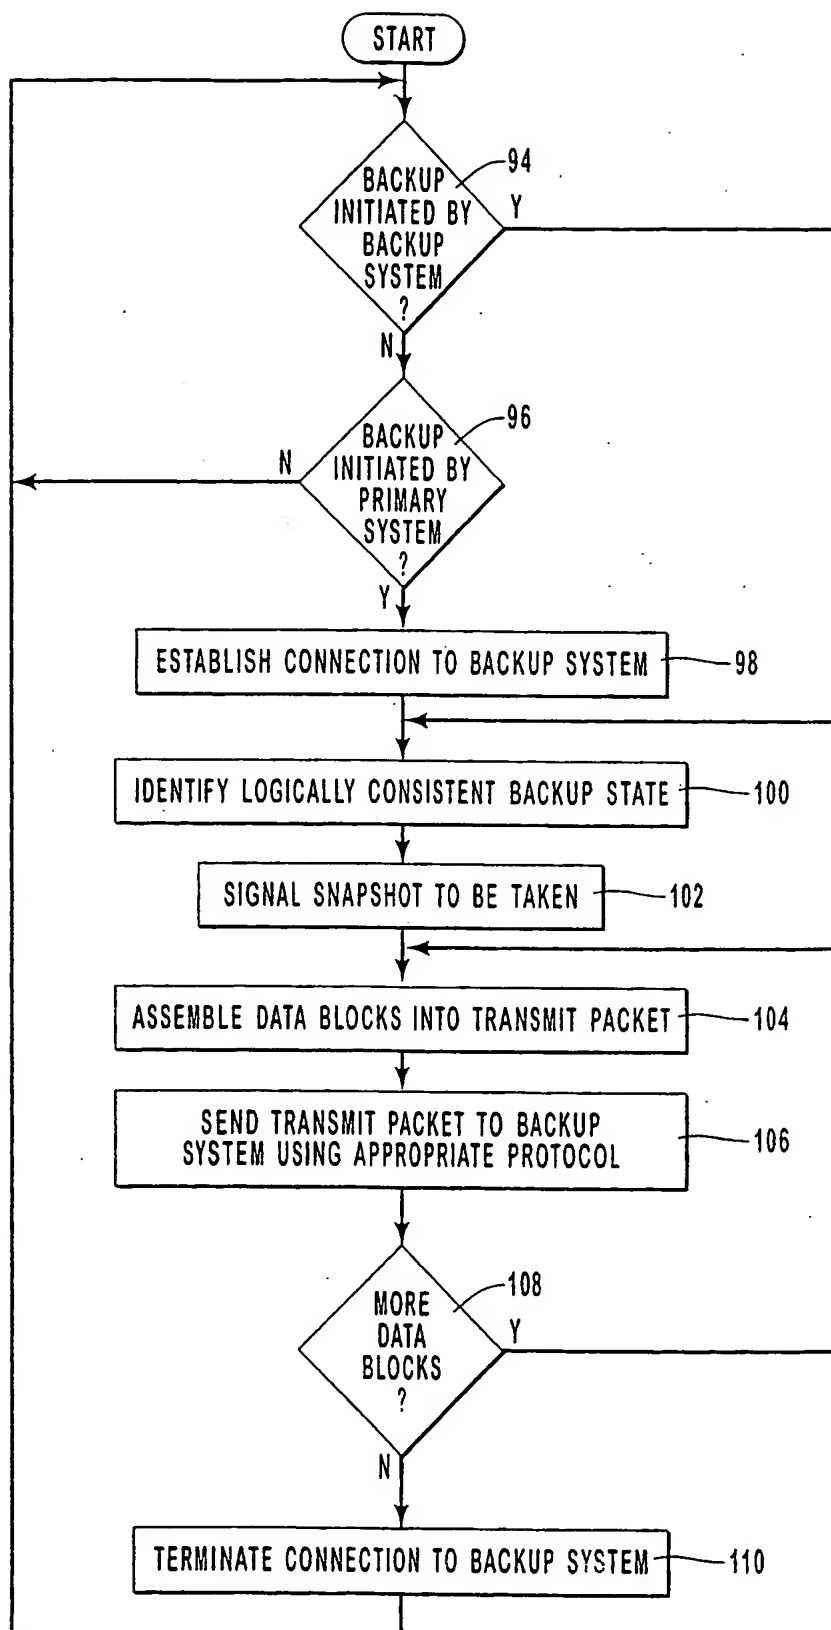 START
94
BACKUP
INITIATED BY
BACKUP
SYSTEM
?
Y
N
96
BACKUP
INITIATED BY
PRIMARY
SYSTEM
?
N
Y
ESTABLISH CONNECTION TO BACKUP SYSTEM
98
IDENTIFY LOGICALLY CONSISTENT BACKUP STATE
100
SIGNAL SNAPSHOT TO BE TAKEN
102
ASSEMBLE DATA BLOCKS INTO TRANSMIT PACKET
104
SEND TRANSMIT PACKET TO BACKUP
SYSTEM USING APPROPRIATE PROTOCOL
106
108
MORE
DATA
BLOCKS
?
Y
N
TERMINATE CONNECTION TO BACKUP SYSTEM
110